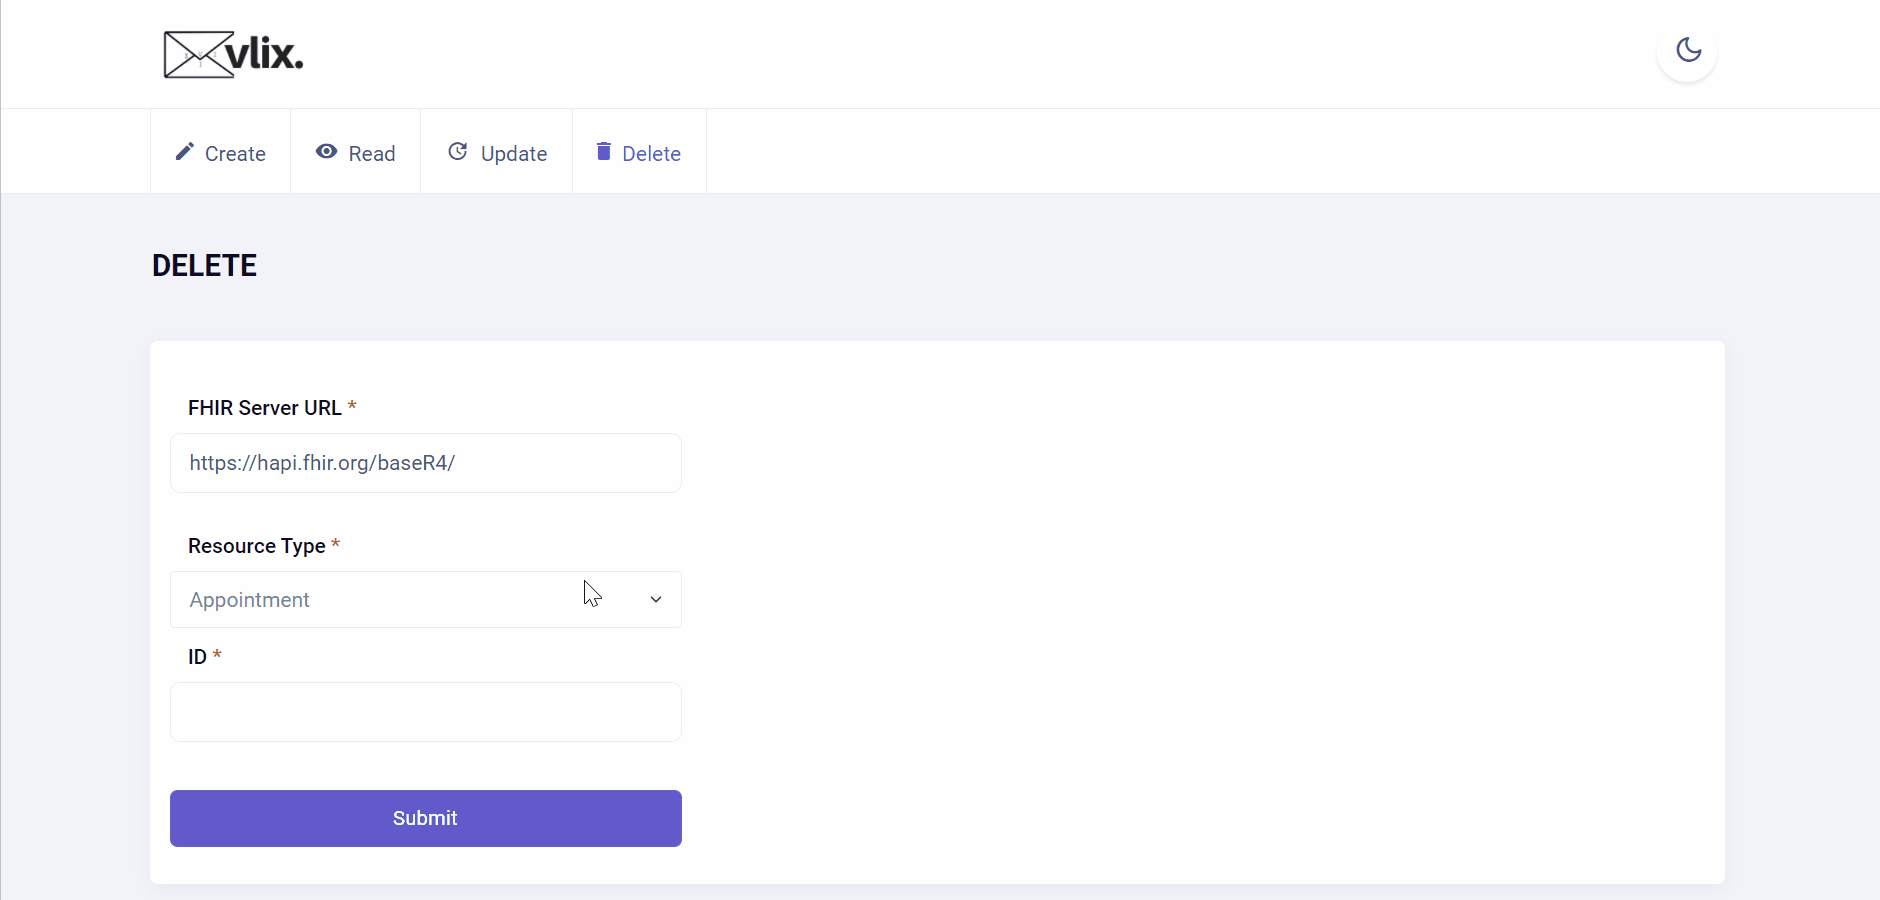 vlix.
Create Read Update Delete
DELETE
FHIR Server URL *
https://hapi.fhir.org/baseR4/
Resource Type *
Appointment
ID *
Submit